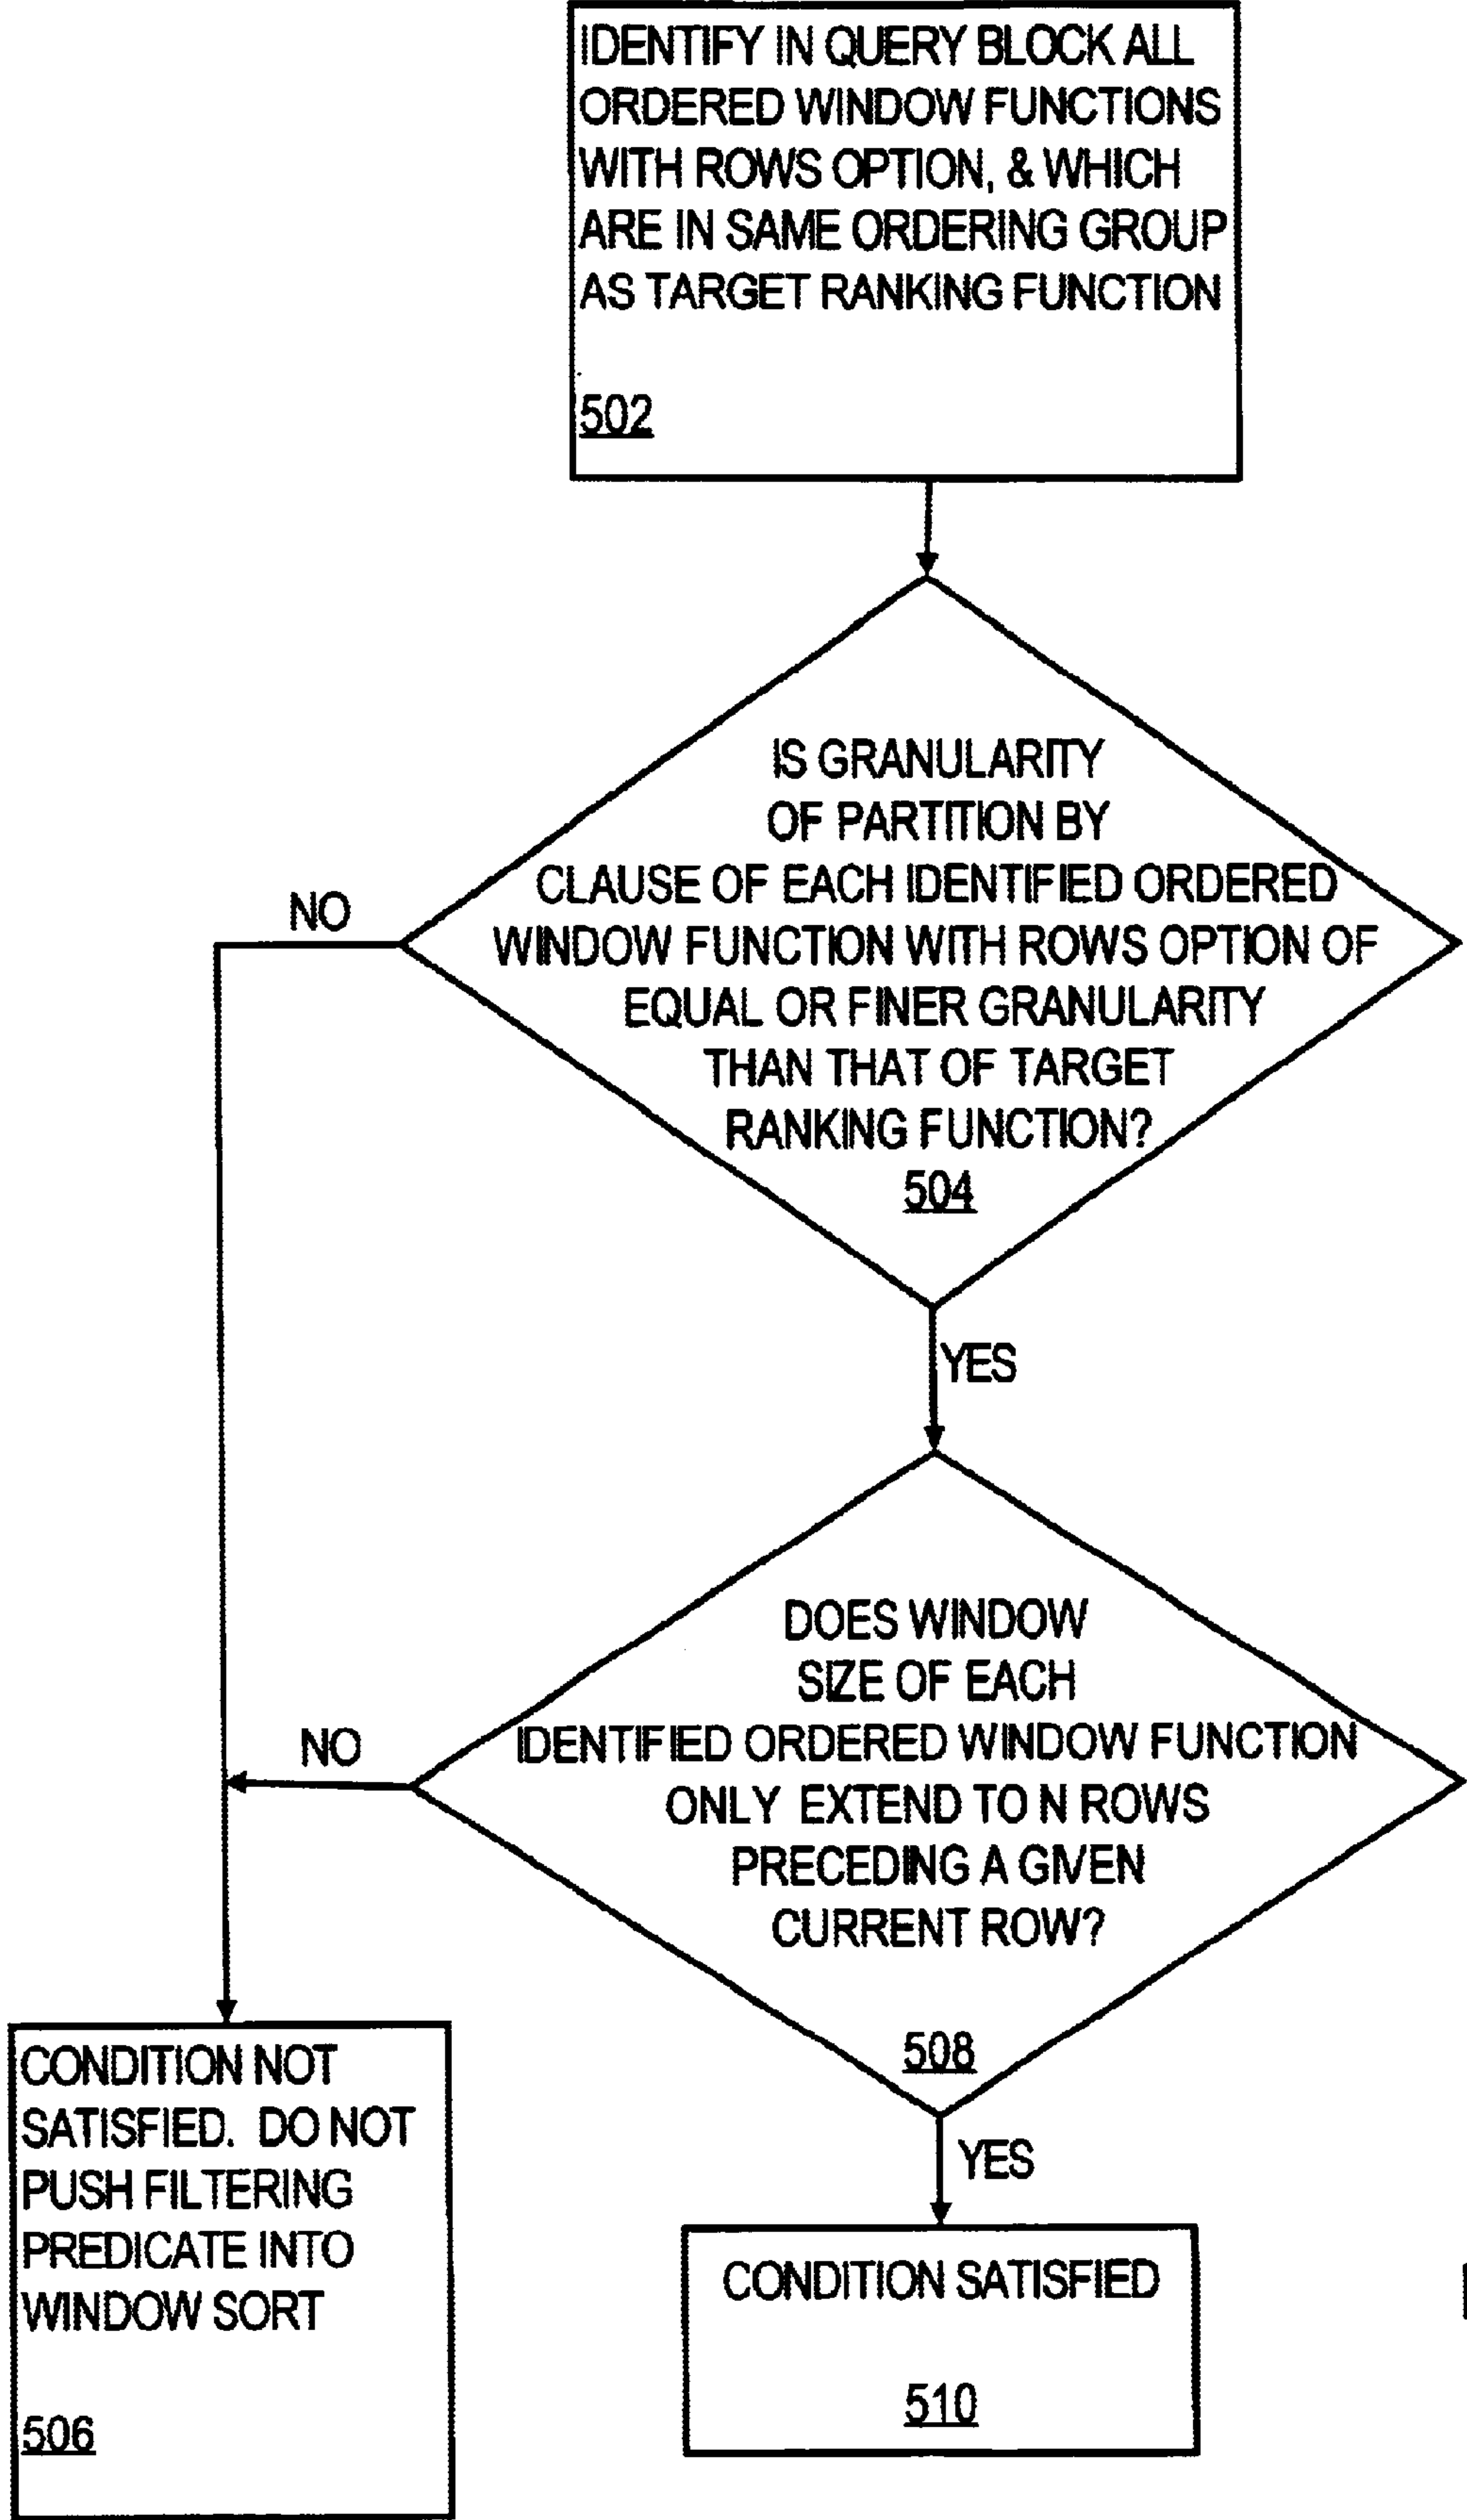 IDENTIFY IN QUERY BLOCK ALL
ORDERED WINDOW FUNCTIONS
WITH ROWS OPTION, & WHICH
ARE IN SAME ORDERING GROUP
AS TARGET RANKING FUNCTION
502
IS GRANULARITY
OF PARTITION BY
CLAUSE OF EACH IDENTIFIED ORDERED
WINDOW FUNCTION WITH ROWS OPTION OF
EQUAL OR FINER GRANULARITY
THAN THAT OF TARGET
RANKING FUNCTION?
504
NO
YES
DOES WINDOW
SIZE OF EACH
IDENTIFIED ORDERED WINDOW FUNCTION
ONLY EXTEND TO N ROWS
PRECEDING A GIVEN
CURRENT ROW?
508
NO
YES
CONDITION NOT
SATISFIED. DO NOT
PUSH FILTERING
PREDICATE INTO
WINDOW SORT
506
CONDITION SATISFIED
510